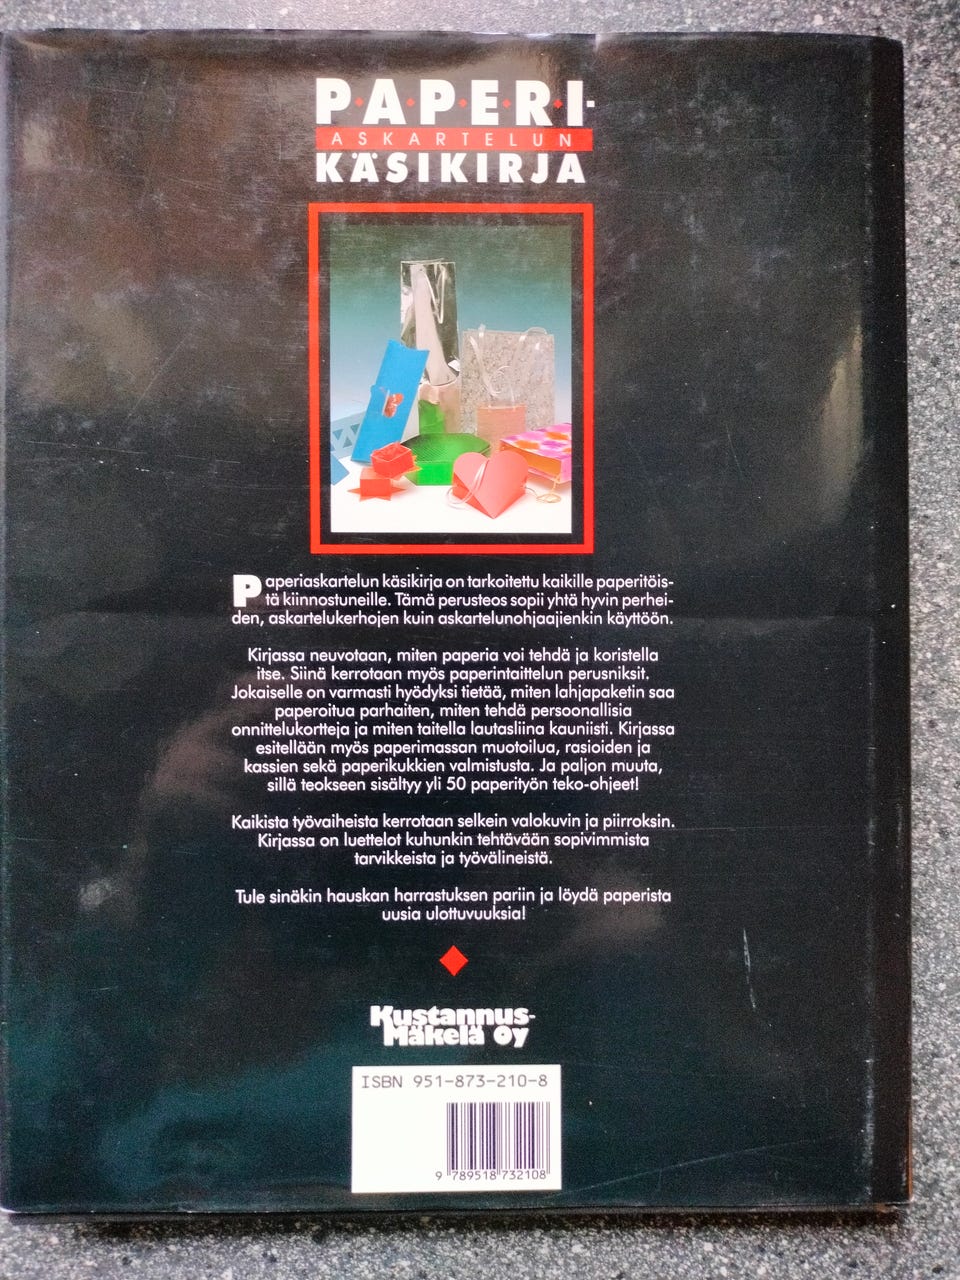 P·A·P·E·R·I-
ASKARTELUN
KÄSIKIRJA
Paperiaskartelun käsikirja on tarkoitettu kaikille paperitöis-
tä kiinnostuneille. Tämä perusteos sopii yhtä hyvin perhei-
den, askartelukerhojen kuin askartelunohjaajienkin käyttöön.
Kirjassa neuvotaan, miten paperia voi tehdä ja koristella
itse. Siinä kerrotaan myös paperintaittelun perusniksit.
Jokaiselle on varmasti hyödyksi tietää, miten lahjapaketin saa
paperoitua parhaiten, miten tehdä persoonallisia
onnittelukortteja ja miten taitella lautasliina kauniisti. Kirjassa
esitellään myös paperimassan muotoilua, rasioiden ja
kassien sekä paperikukkien valmistusta. Ja paljon muuta,
sillä teokseen sisältyy yli 50 paperityön teko-ohjeet!
Kaikista työvaiheista kerrotaan selkein valokuvin ja piirroksin.
Kirjassa on luettelot kuhunkin tehtävään sopivimmista
tarvikkeista ja työvälineistä.
Tule sinäkin hauskan harrastuksen pariin ja löydä paperista
uusia ulottuvuuksia!
Kustannus-
Mäkelä Oy
ISBN 951-873-210-8
9 789518 732108